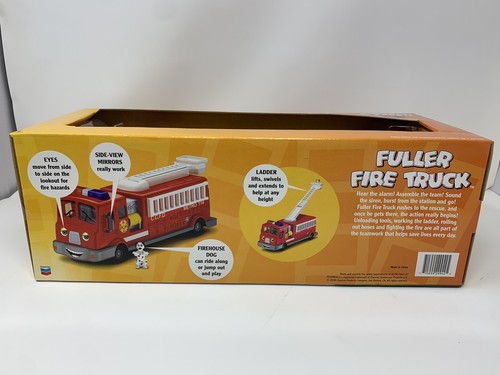 EYES
move from side
to side on the
lookout for
fire hazards
SIDE-VIEW
MIRRORS
really work
FIREHOUSE
DOG
can ride along
or jump out
and play
LADDER
lifts, swivels
and extends to
help at any
height
FULLER
FIRE TRUCK
Hear the alarm! Assemble the team! Sound
the siren, burst from the station and go!
Fuller Fire Truck rushes to the rescue, and
once he gets there, the action really begins!
Unloading tools, working the ladder, rolling
out hoses and fighting the fire are all part of
the teamwork that helps save lives every day.